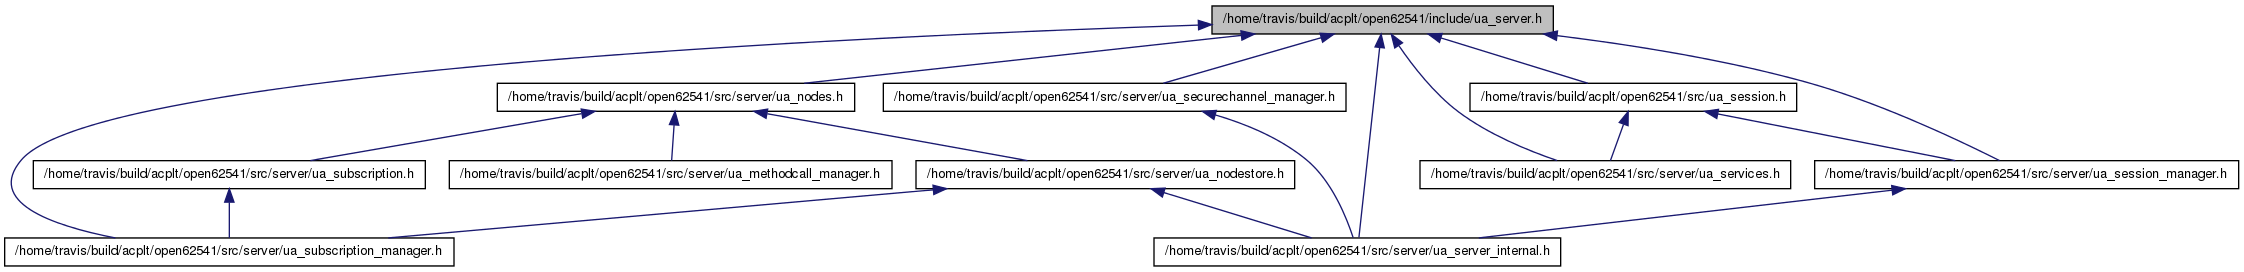 /home/travis/build/acplt/open62541/include/ua_server.h
/home/travis/build/acplt/open62541/src/server/ua_nodes.h
/home/travis/build/acplt/open62541/src/server/ua_securechannel_manager.h
/home/travis/build/acplt/open62541/src/ua_session.h
/home/travis/build/acplt/open62541/src/server/ua_subscription.h
/home/travis/build/acplt/open62541/src/server/ua_methodcall_manager.h
/home/travis/build/acplt/open62541/src/server/ua_nodestore.h
/home/travis/build/acplt/open62541/src/server/ua_services.h
/home/travis/build/acplt/open62541/src/server/ua_session_manager.h
/home/travis/build/acplt/open62541/src/server/ua_subscription_manager.h
/home/travis/build/acplt/open62541/src/server/ua_server_internal.h